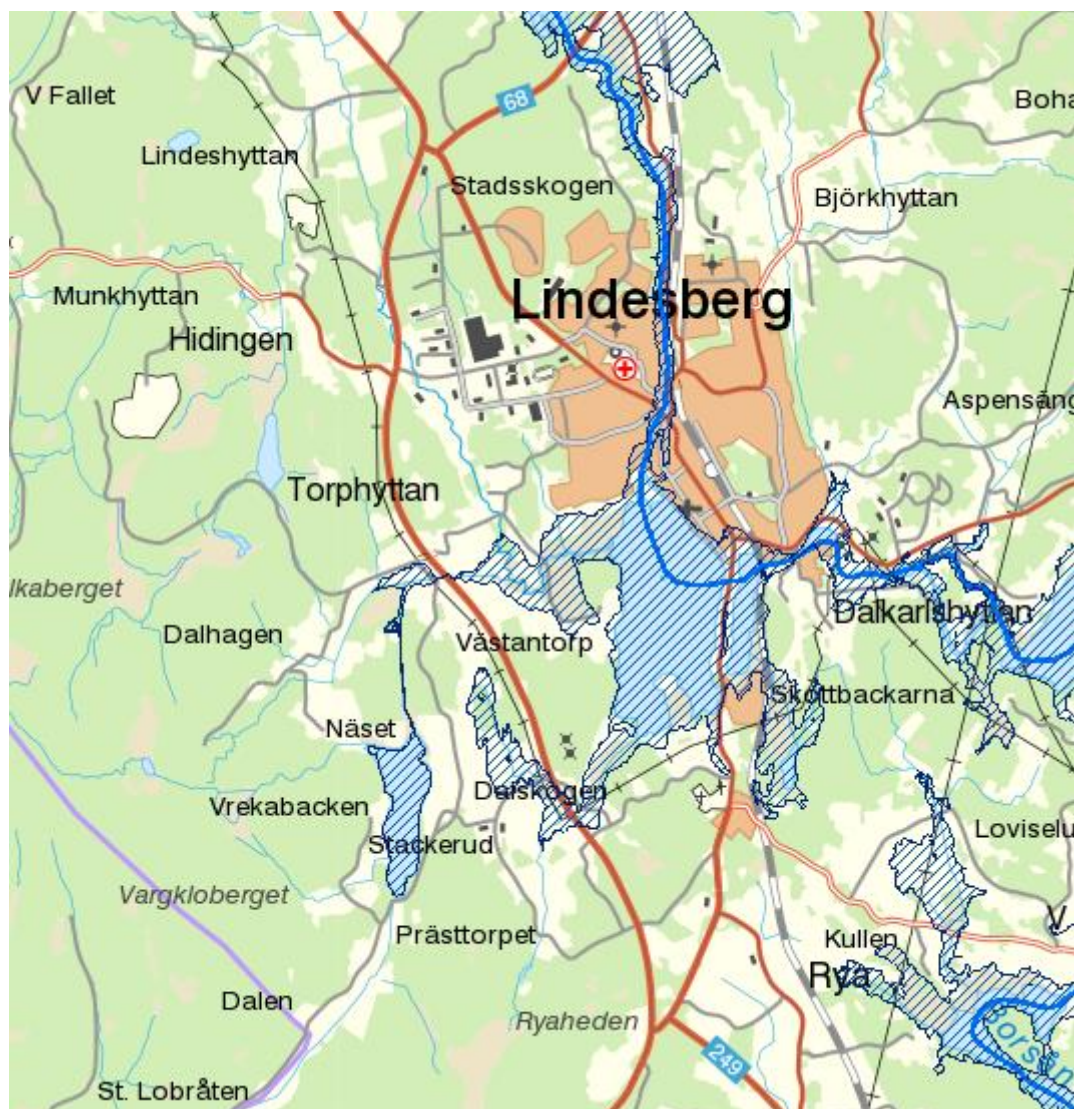 V Fallet
68
Boha
Lindeshyttan
Stadsskogen
Björkhyttan
Munkhyttan
Lindesberg
Hidingen
Aspensäng
Torphyttan
lkaberget
Dalkarlshyttan
Dalhagen
Västantorp
Skottbackarna
Näset
Dalskogen
Vrekabacken
Stackerud
Loviselu
Vargkloberget
V
Prästtorpet
Kullen
Rya
Dalen
Ryaheden
Borsån
249
St. Lobråten